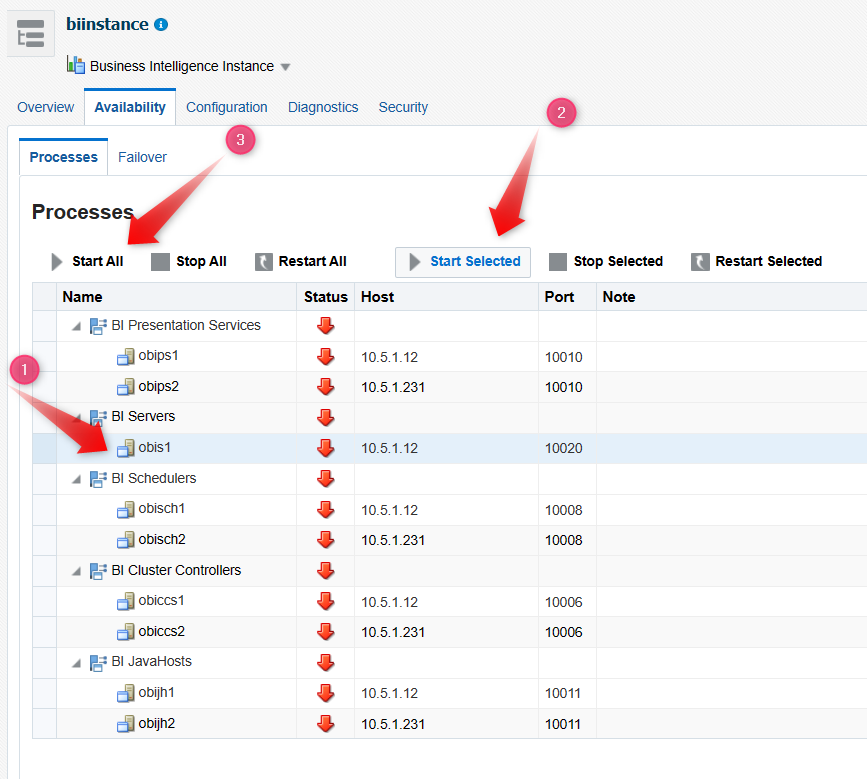 biinstance
Business Intelligence Instance
Overview Availability Configuration Diagnostics Security
2
3
Processes Failover
Processes
Start All Stop All Restart All Start Selected Stop Selected Restart Selected
Name Status Host Port Note
BI Presentation Services
obips1 10.5.1.12 10010
1
obips2 10.5.1.231 10010
BI Servers
obis1 10.5.1.12 10020
BI Schedulers
obisch1 10.5.1.12 10008
obisch2 10.5.1.231 10008
BI Cluster Controllers
obiccs1 10.5.1.12 10006
obiccs2 10.5.1.231 10006
BI JavaHosts
obijh1 10.5.1.12 10011
obijh2 10.5.1.231 10011